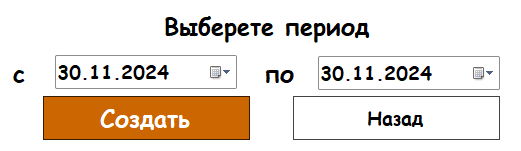 Выберете период
с 30.11.2024 по 30.11.2024
Создать Назад